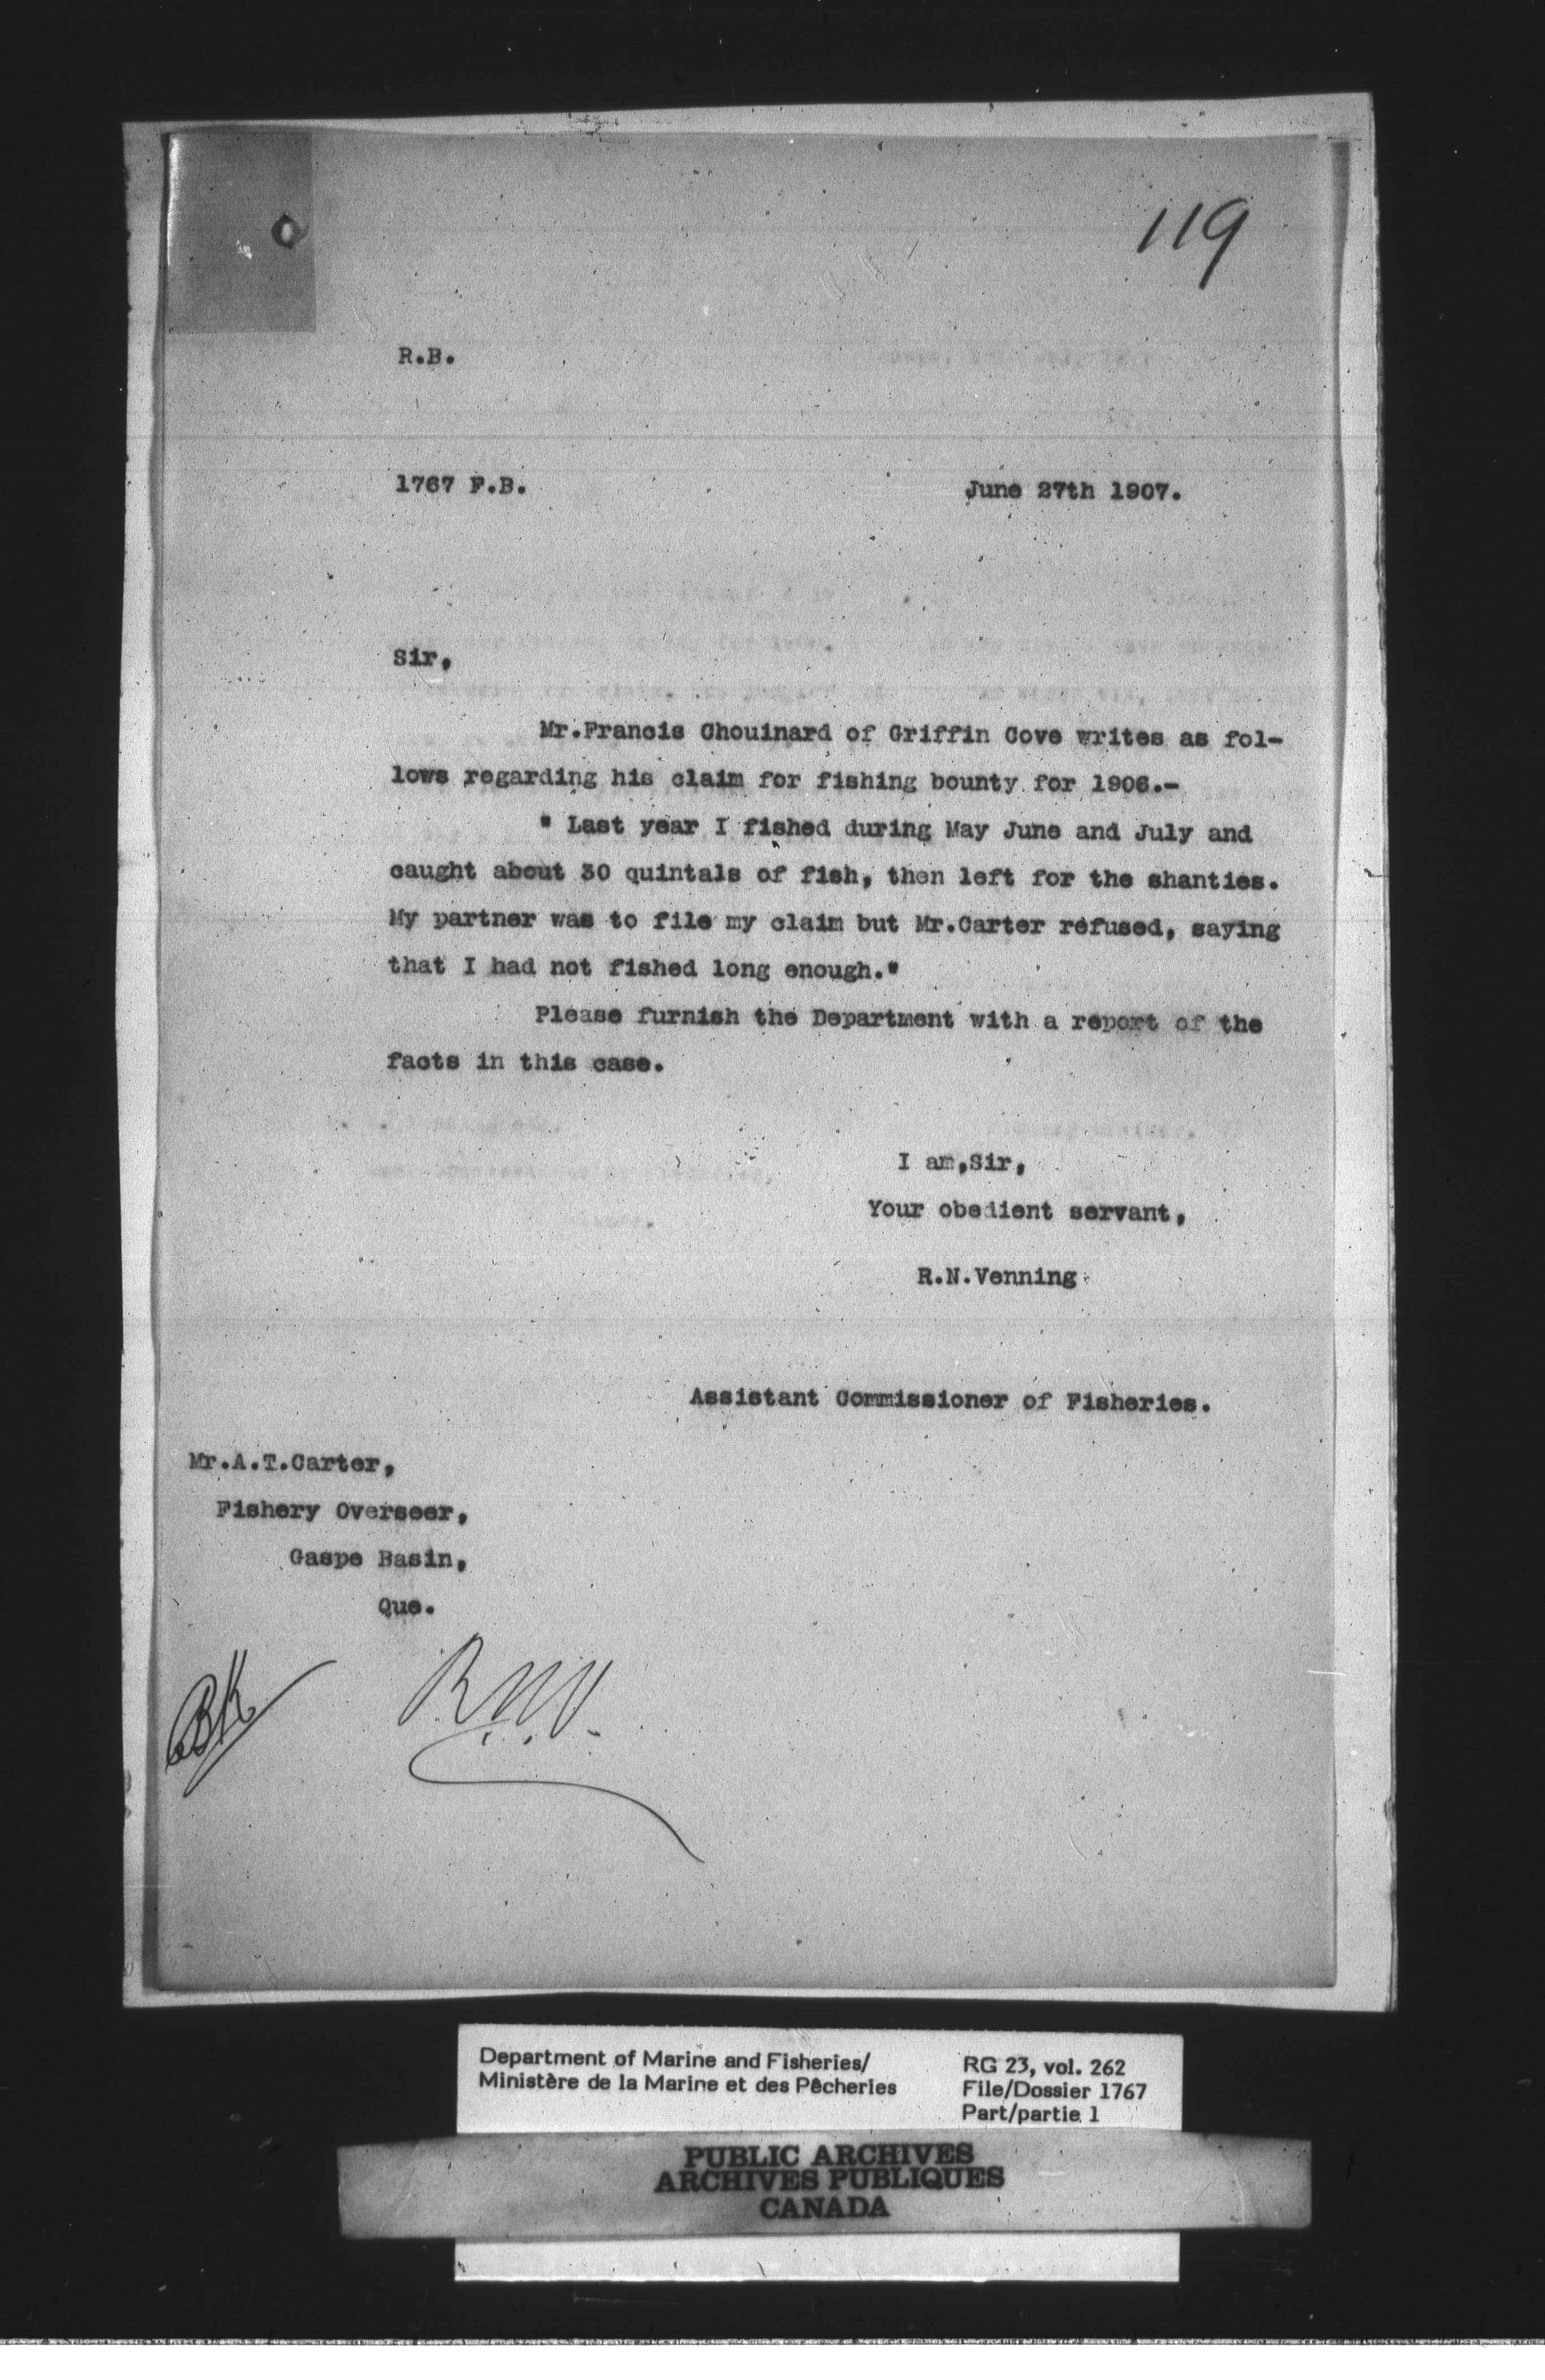 119
R.B.
1767 F.B.
June 27th 1907.
Sir,
Mr.Francis Chouinard of Griffin Cove writes as fol-
lows regarding his claim for fishing bounty for 1906.-
" Last year I fished during May June and July and
caught about 30 quintals of fish, then left for the shanties.
My partner was to file my claim but Mr.Carter refused, saying
that I had not fished long enough."
Please furnish the Department with a report of the
facts in this case.
I am,Sir,
Your obedient servant,
R.N.Venning
Assistant Commissioner of Fisheries.
Mr.A.T.Carter,
Fishery Overseer,
Gaspe Basin,
Que.
BK
R.N.V.
Department of Marine and Fisheries/
Ministère de la Marine et des Pêcheries
RG 23, vol. 262
File/Dossier 1767
Part/partie 1
PUBLIC ARCHIVES
ARCHIVES PUBLIQUES
CANADA